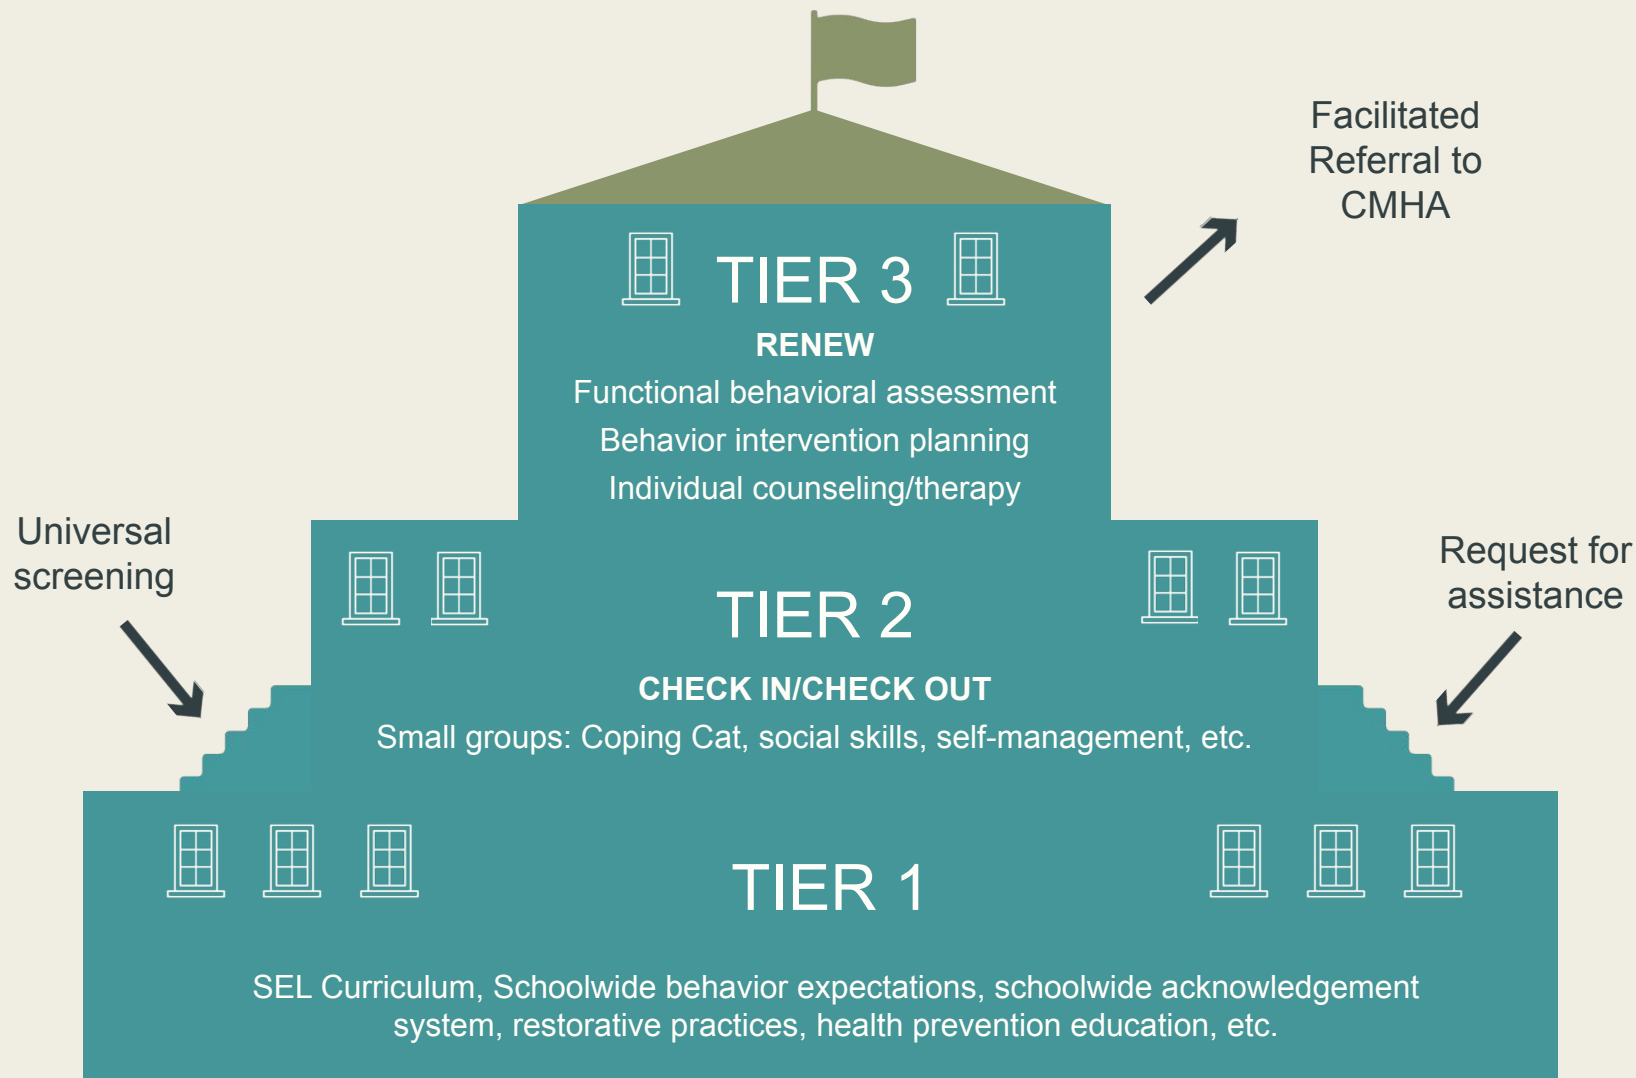 Facilitated
Referral to
CMHA
TIER 3
RENEW
Functional behavioral assessment
Behavior intervention planning
Individual counseling/therapy
Universal
screening
Request for
assistance
TIER 2
CHECK IN/CHECK OUT
Small groups: Coping Cat, social skills, self-management, etc.
TIER 1
SEL Curriculum, Schoolwide behavior expectations, schoolwide acknowledgement
system, restorative practices, health prevention education, etc.